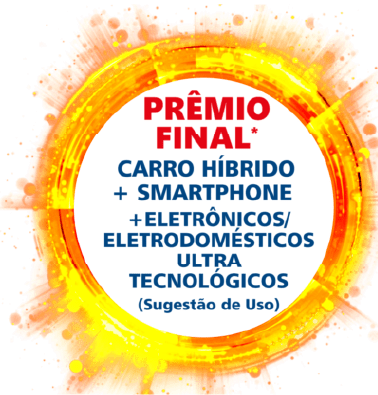 PRÊMIO
FINAL*
CARRO HÍBRIDO
+ SMARTPHONE
+ELETRÔNICOS/
ELETRODOMÉSTICOS
ULTRA
TECNOLÓGICOS
(Sugestão de Uso)